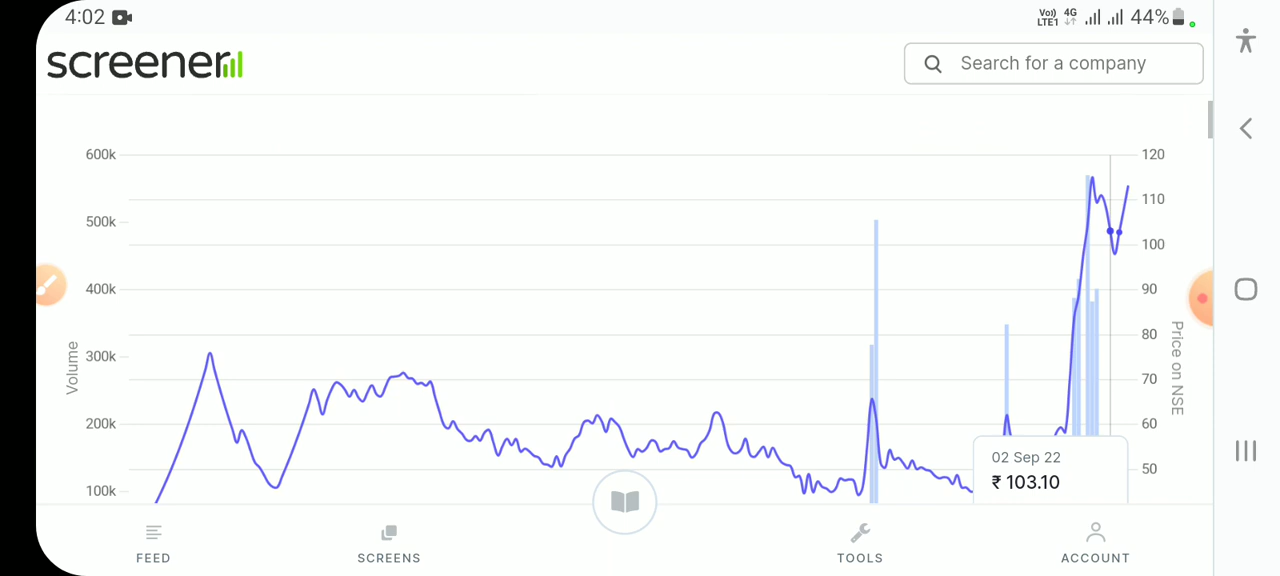 4:02
Vo)) LTE1 4G 44%
screener
Search for a company
600k
500k
400k
300k
200k
100k
Volume
120
110
100
90
80
70
60
50
Price on NSE
02 Sep 22
₹ 103.10
FEED
SCREENS
TOOLS
ACCOUNT